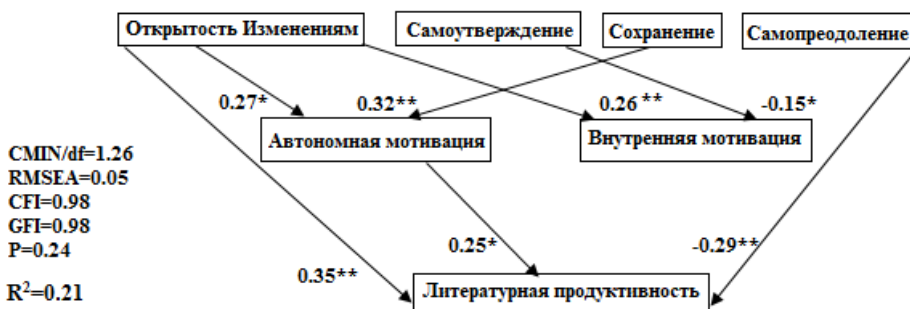 Открытость Изменениям
Самоутверждение
Сохранение
Самопреодоление
0.27*
0.32**
0.26 **
-0.15*
Автономная мотивация
Внутренняя мотивация
CMIN/df=1.26
RMSEA=0.05
CFI=0.98
GFI=0.98
P=0.24
0.25*
-0.29**
0.35**
R²=0.21
Литературная продуктивность